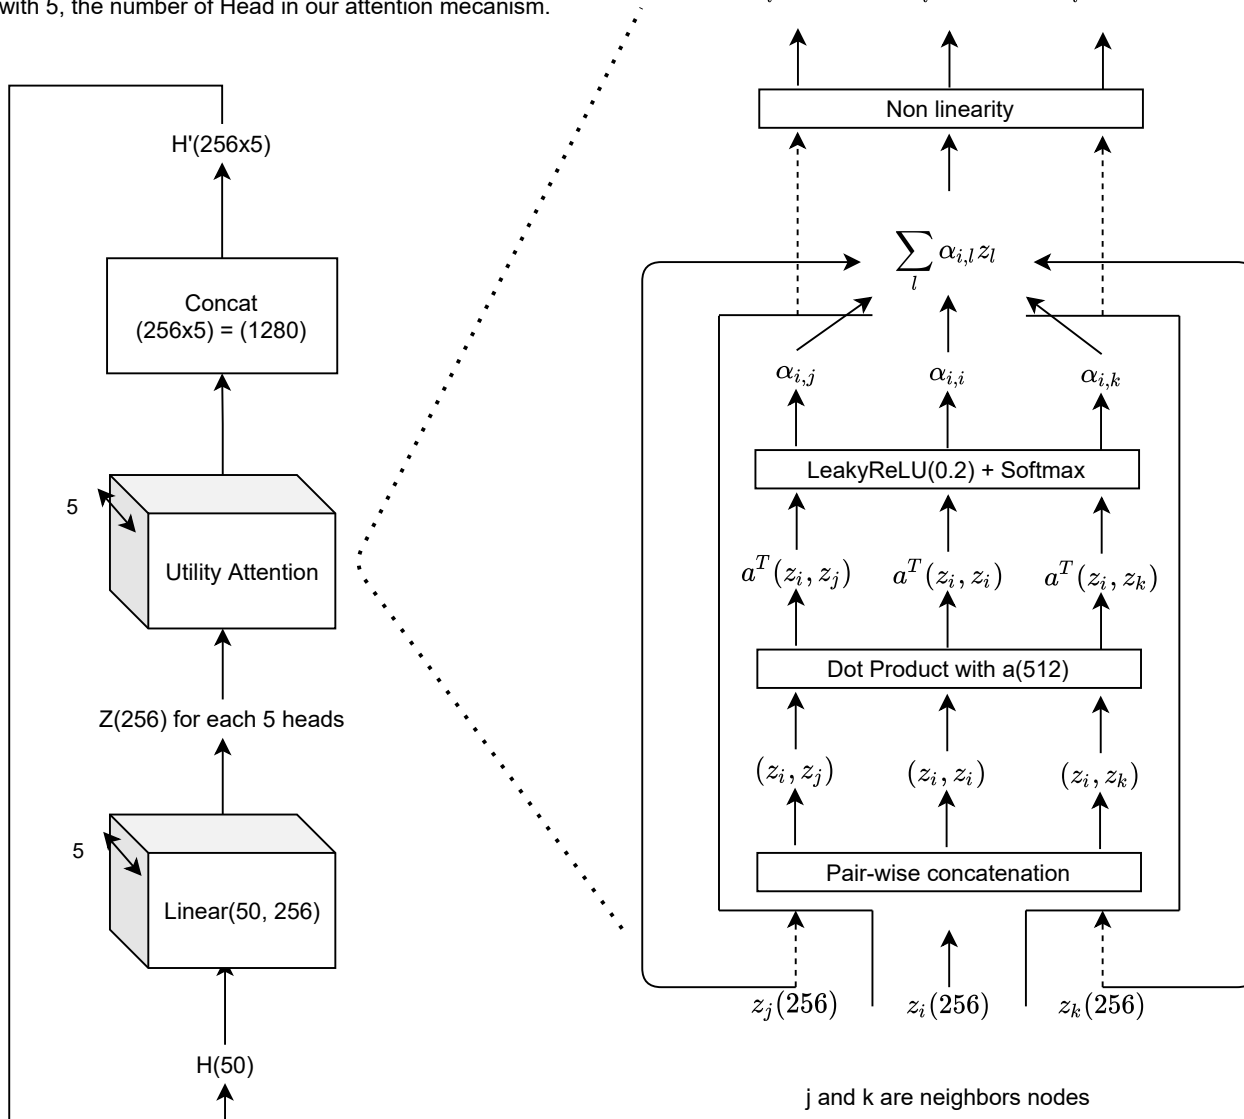 with 5, the number of Head in our attention mecanism.
H'(256x5)
Concat
(256x5) = (1280)
5
Utility Attention
Z(256) for each 5 heads
5
Linear(50, 256)
H(50)
Non linearity
∑_l α_{i,l} z_l
α_{i,j} α_{i,i} α_{i,k}
LeakyReLU(0.2) + Softmax
a^T(z_i, z_j) a^T(z_i, z_i) a^T(z_i, z_k)
Dot Product with a(512)
(z_i, z_j) (z_i, z_i) (z_i, z_k)
Pair-wise concatenation
z_j(256) z_i(256) z_k(256)
j and k are neighbors nodes